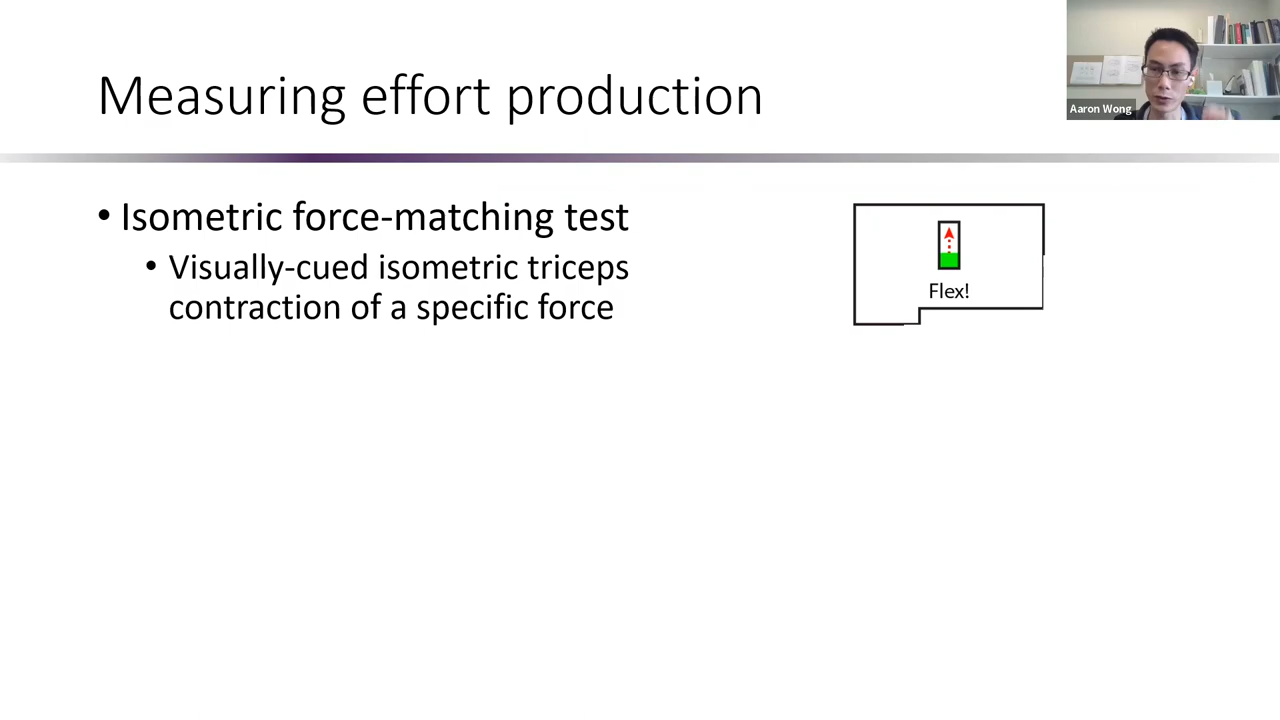 Measuring effort production
Aaron Wong
• Isometric force-matching test
• Visually-cued isometric triceps
contraction of a specific force
Flex!